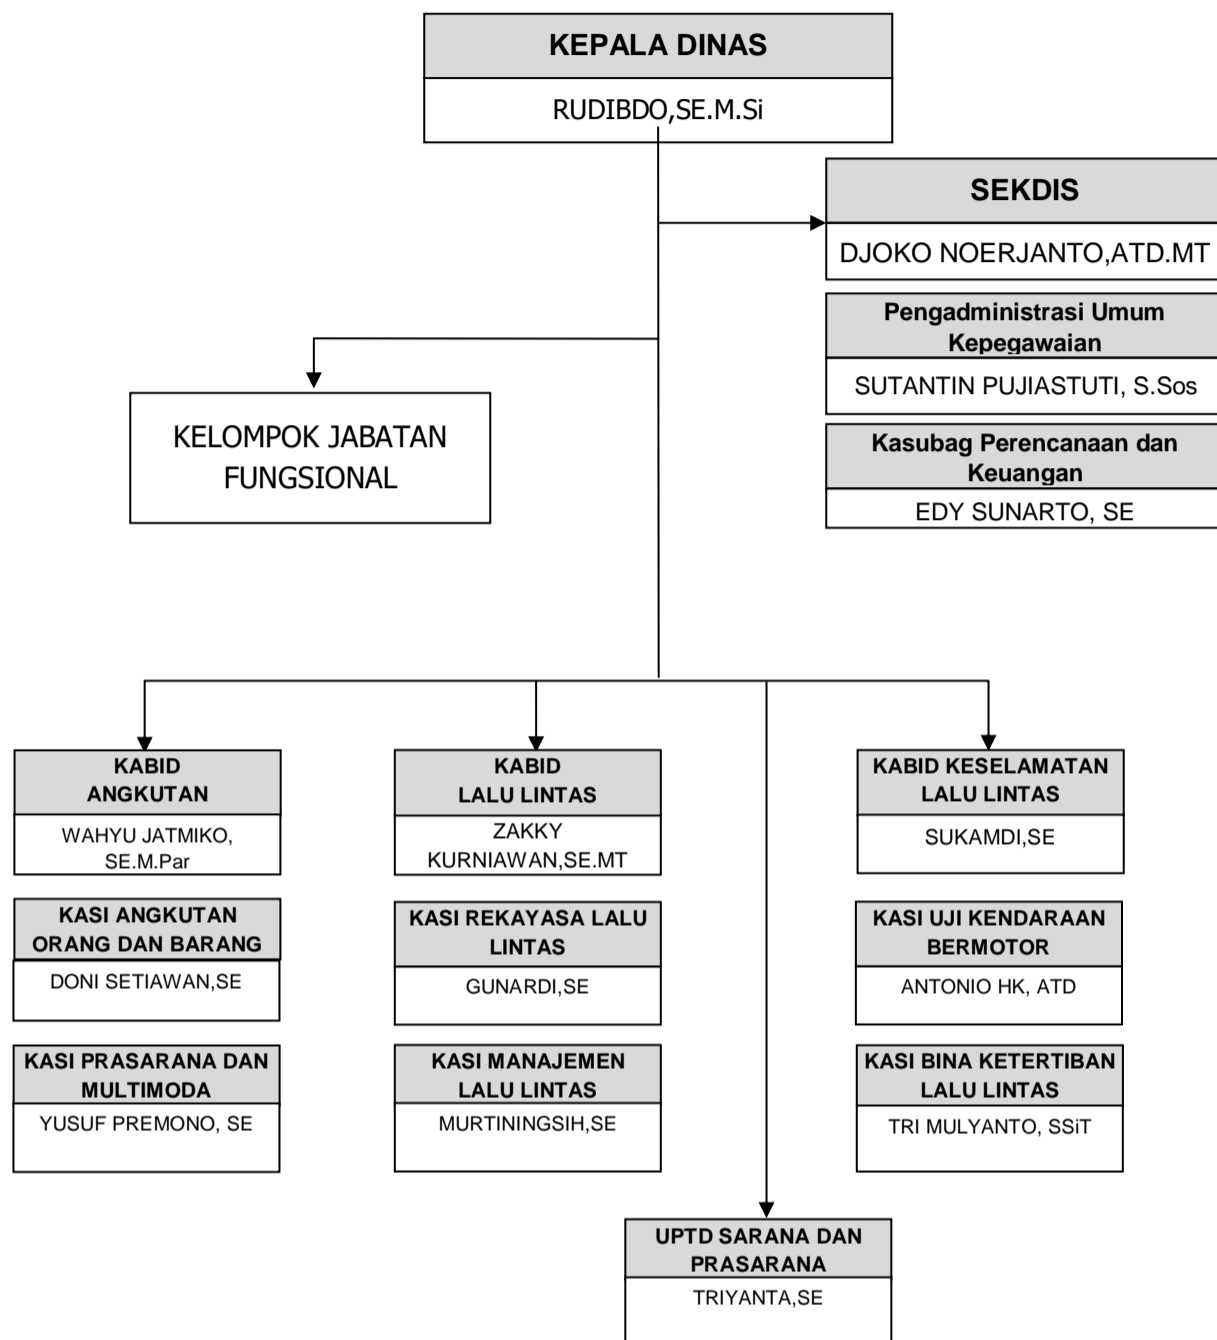 KEPALA DINAS
RUDIBDO,SE.M.Si
SEKDIS
DJOKO NOERJANTO,ATD.MT
Pengadministrasi Umum
Kepegawaian
SUTANTIN PUJIASTUTI, S.Sos
Kasubag Perencanaan dan
Keuangan
EDY SUNARTO, SE
KELOMPOK JABATAN
FUNGSIONAL
KABID
ANGKUTAN
WAHYU JATMIKO,
SE.M.Par
KASI ANGKUTAN
ORANG DAN BARANG
DONI SETIAWAN,SE
KASI PRASARANA DAN
MULTIMODA
YUSUF PREMONO, SE
KABID
LALU LINTAS
ZAKKY
KURNIAWAN,SE.MT
KASI REKAYASA LALU
LINTAS
GUNARDI,SE
KASI MANAJEMEN
LALU LINTAS
MURTININGSIH,SE
KABID KESELAMATAN
LALU LINTAS
SUKAMDI,SE
KASI UJI KENDARAAN
BERMOTOR
ANTONIO HK, ATD
KASI BINA KETERTIBAN
LALU LINTAS
TRI MULYANTO, SSiT
UPTD SARANA DAN
PRASARANA
TRIYANTA,SE